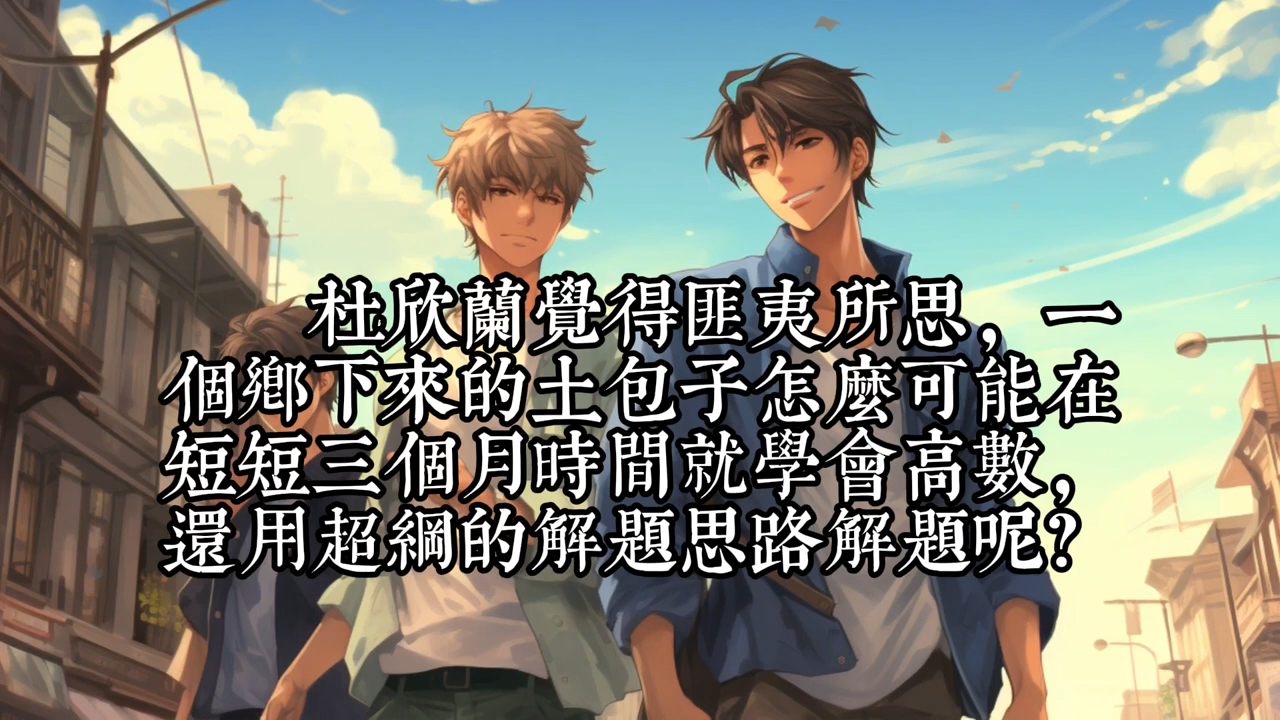 杜欣蘭覺得匪夷所思，一
個鄉下來的土包子怎麼可能在
短短三個月時間就學會高數，
還用超綱的解題思路解題呢？